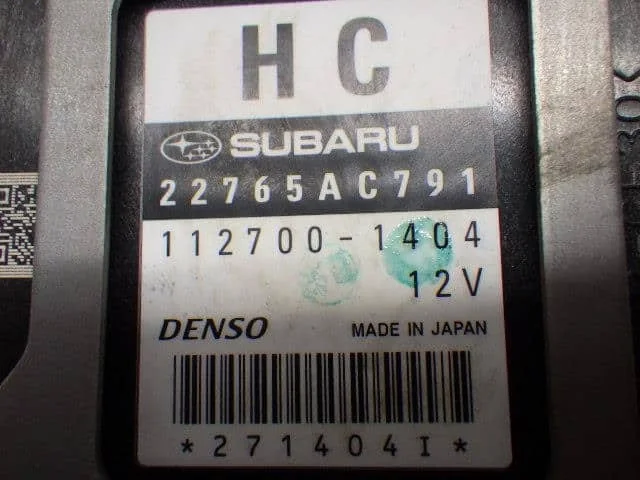 H C
SUBARU
22765AC791
112700-1404
12V
DENSO MADE IN JAPAN
*271404I*